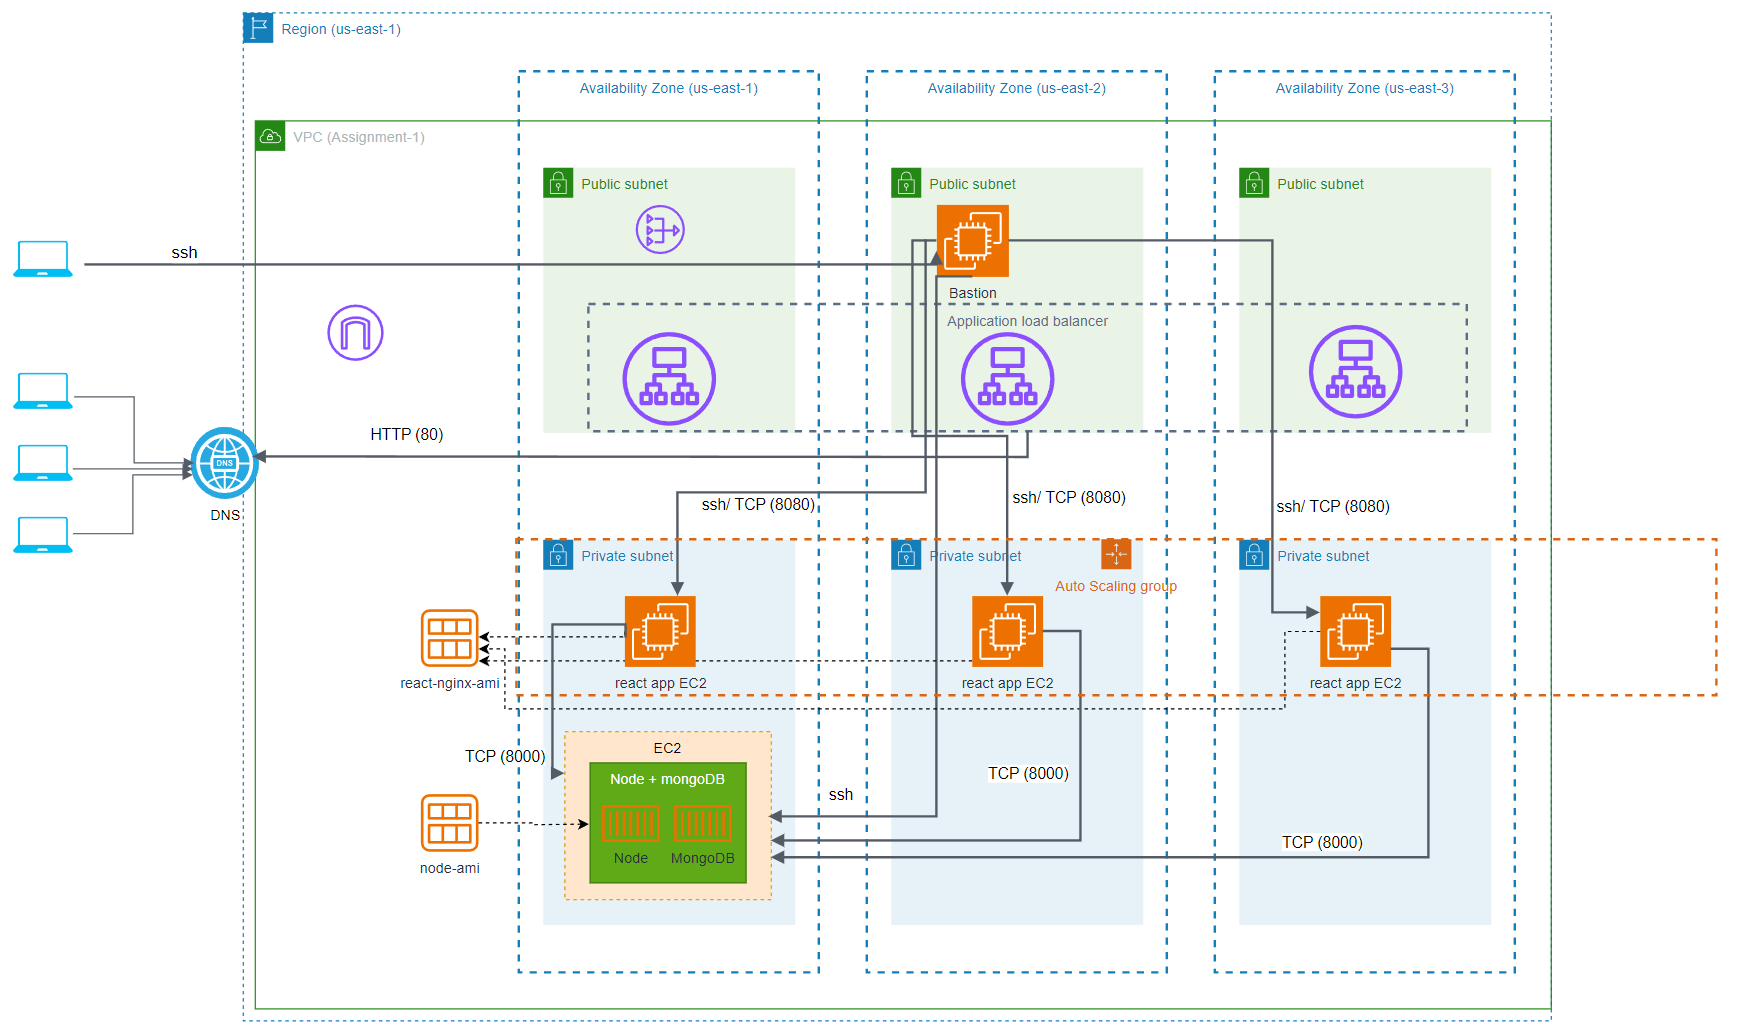 Region (us-east-1)
Availability Zone (us-east-1)
Availability Zone (us-east-2)
Availability Zone (us-east-3)
VPC (Assignment-1)
Public subnet
Public subnet
Public subnet
ssh
Bastion
Application load balancer
HTTP (80)
DNS
DNS
ssh/ TCP (8080)
ssh/ TCP (8080)
ssh/ TCP (8080)
Private subnet
Private subnet
Private subnet
Auto Scaling group
react-nginx-ami
react app EC2
react app EC2
react app EC2
TCP (8000)
EC2
Node + mongoDB
TCP (8000)
ssh
TCP (8000)
Node
MongoDB
node-ami